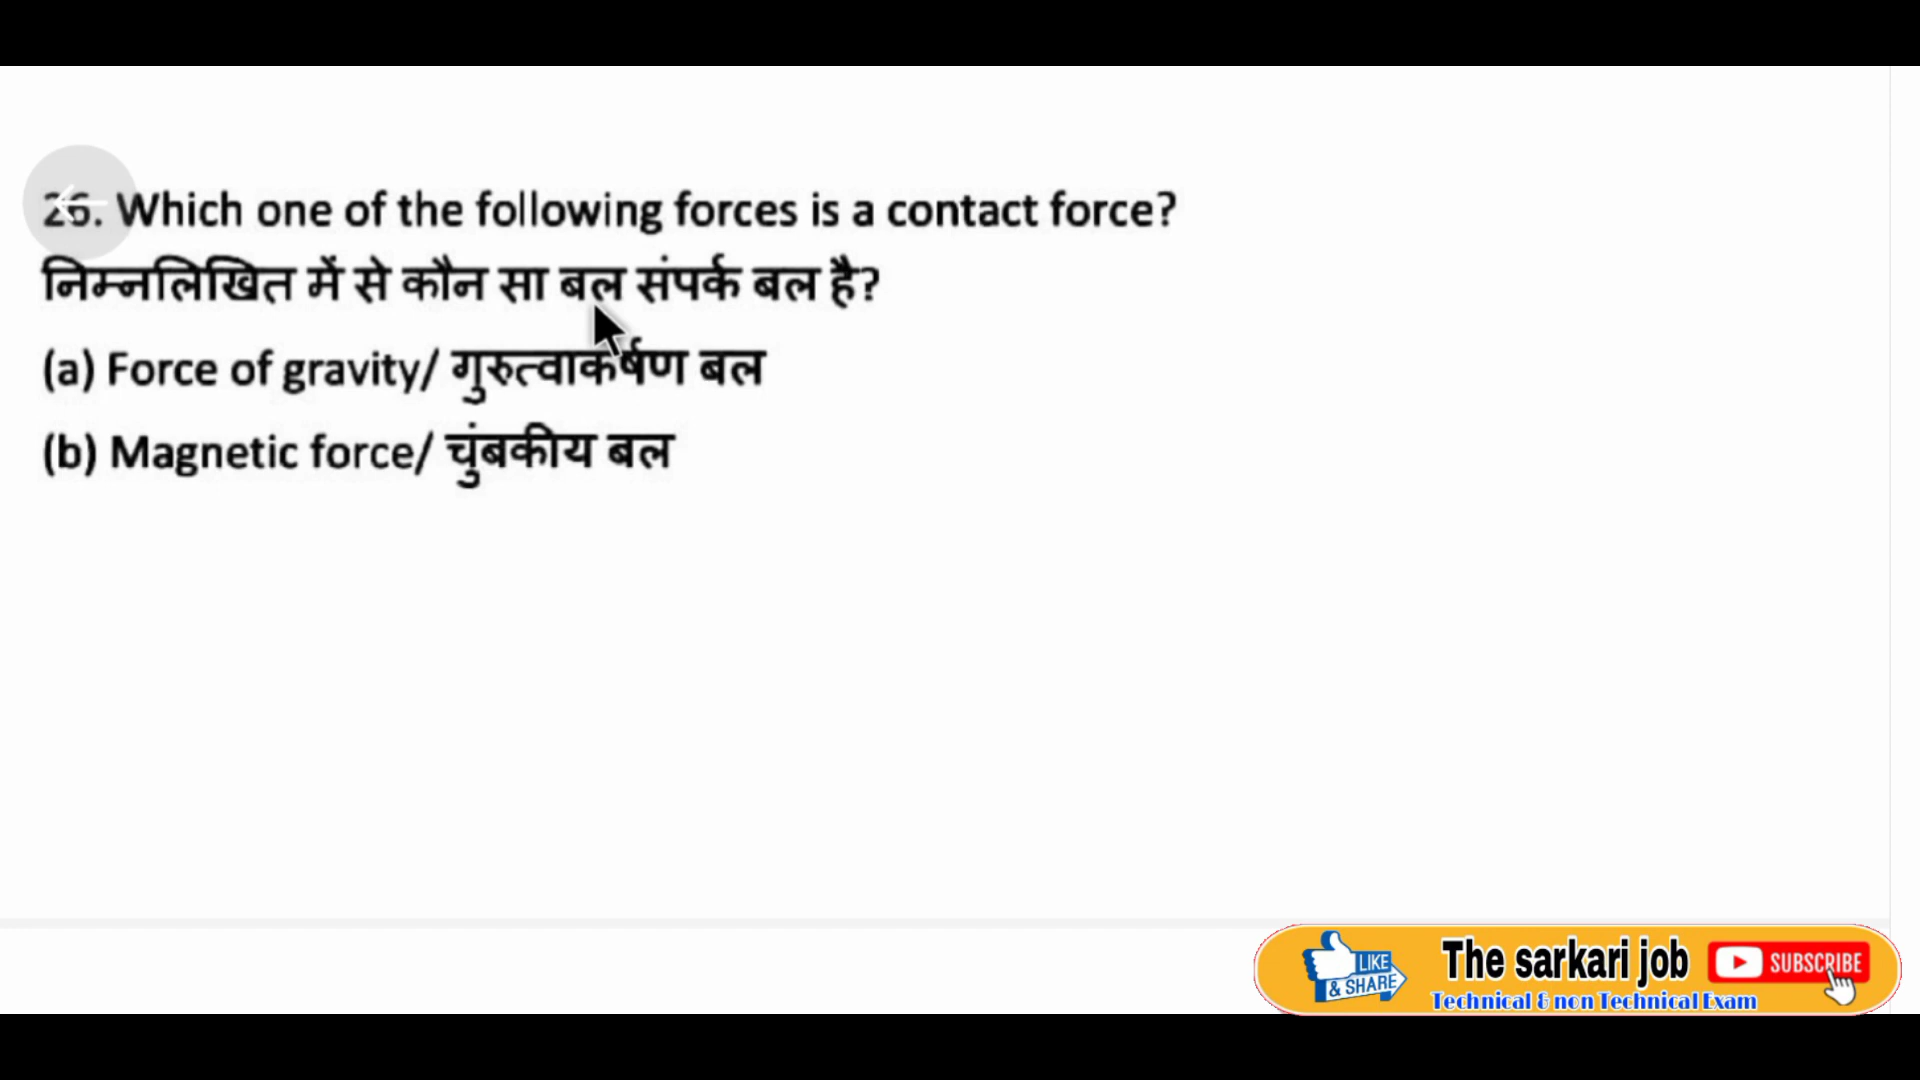 26. Which one of the following forces is a contact force?
निम्नलिखित में से कौन सा बल संपर्क बल है?
(a) Force of gravity/ गुरुत्वाकर्षण बल
(b) Magnetic force/ चुंबकीय बल
LIKE
& SHARE
The sarkari job
SUBSCRIBE
Technical & non Technical Exam